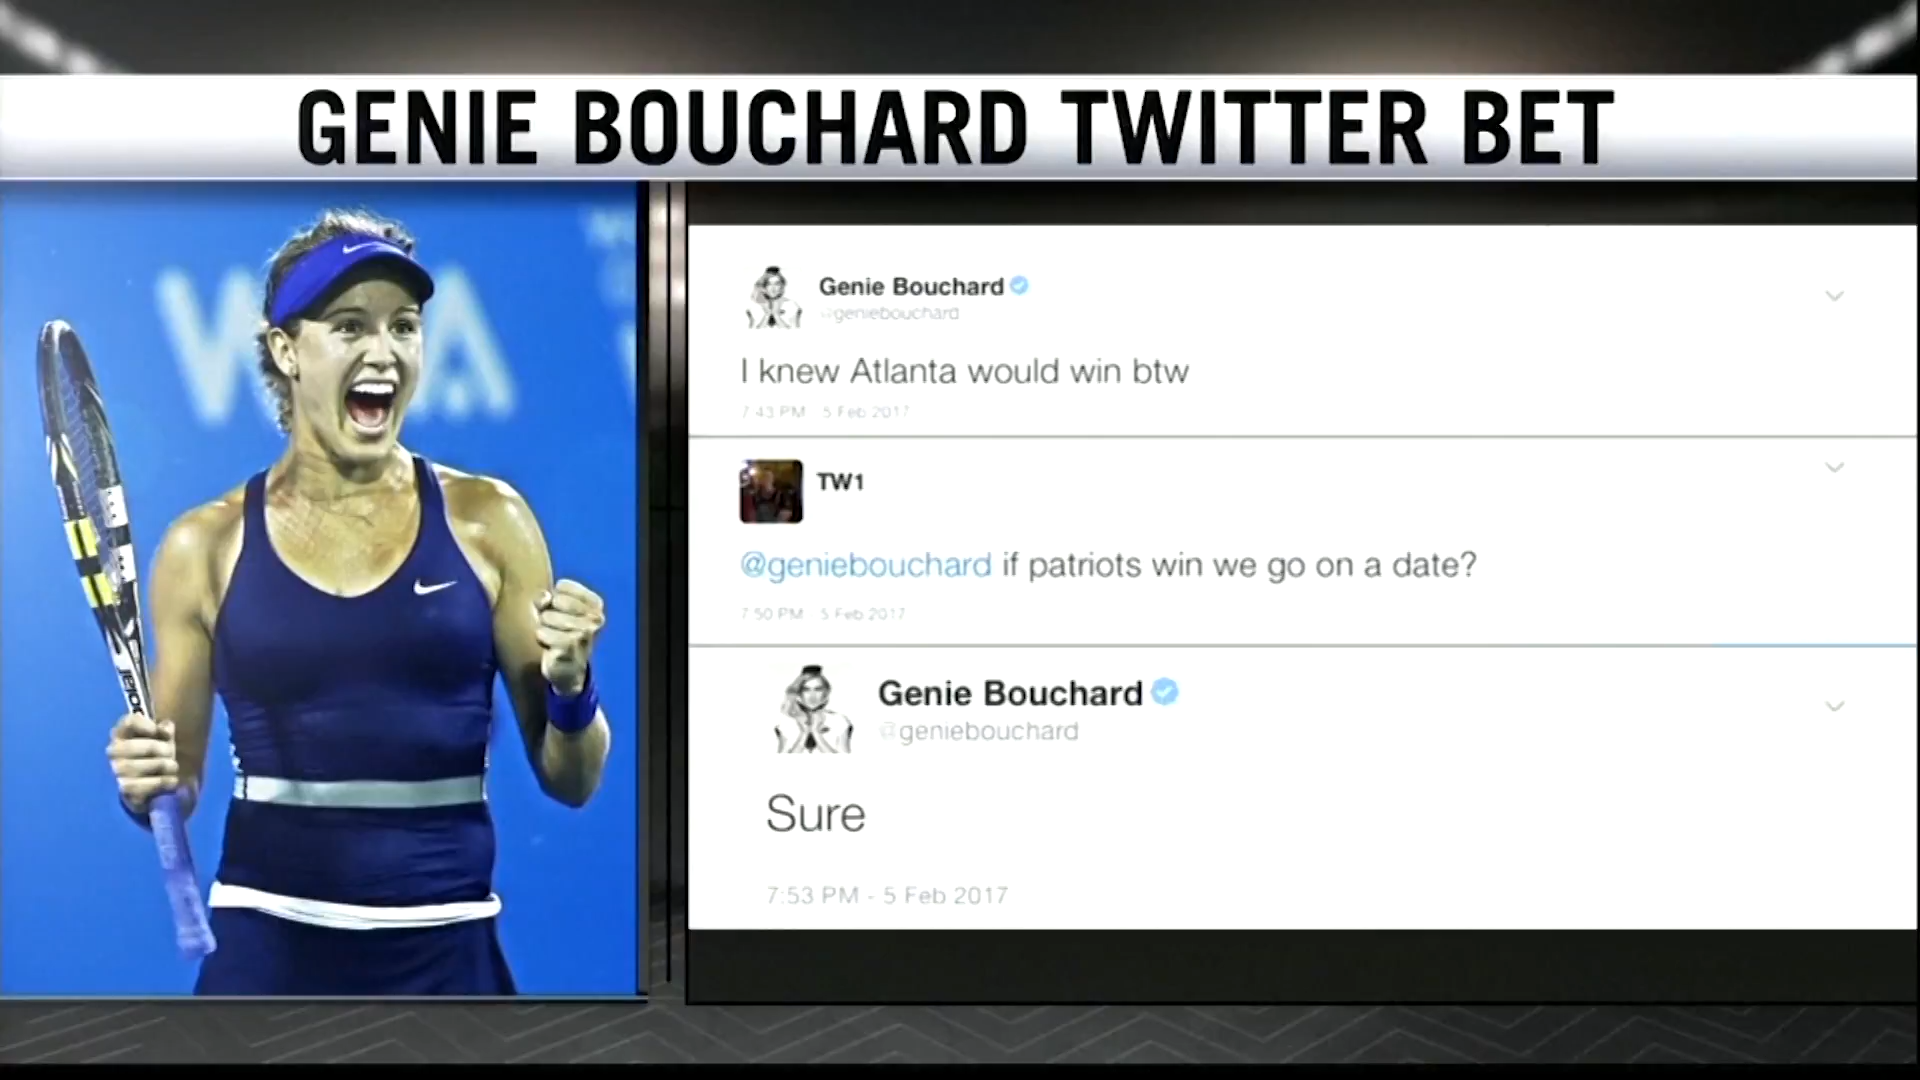 GENIE BOUCHARD TWITTER BET
Genie Bouchard
@geniebouchard
I knew Atlanta would win btw
7:43 PM 5 Feb 2017
TW1
@geniebouchard if patriots win we go on a date?
7:50 PM 5 Feb 2017
Genie Bouchard
@geniebouchard
Sure
7:53 PM - 5 Feb 2017